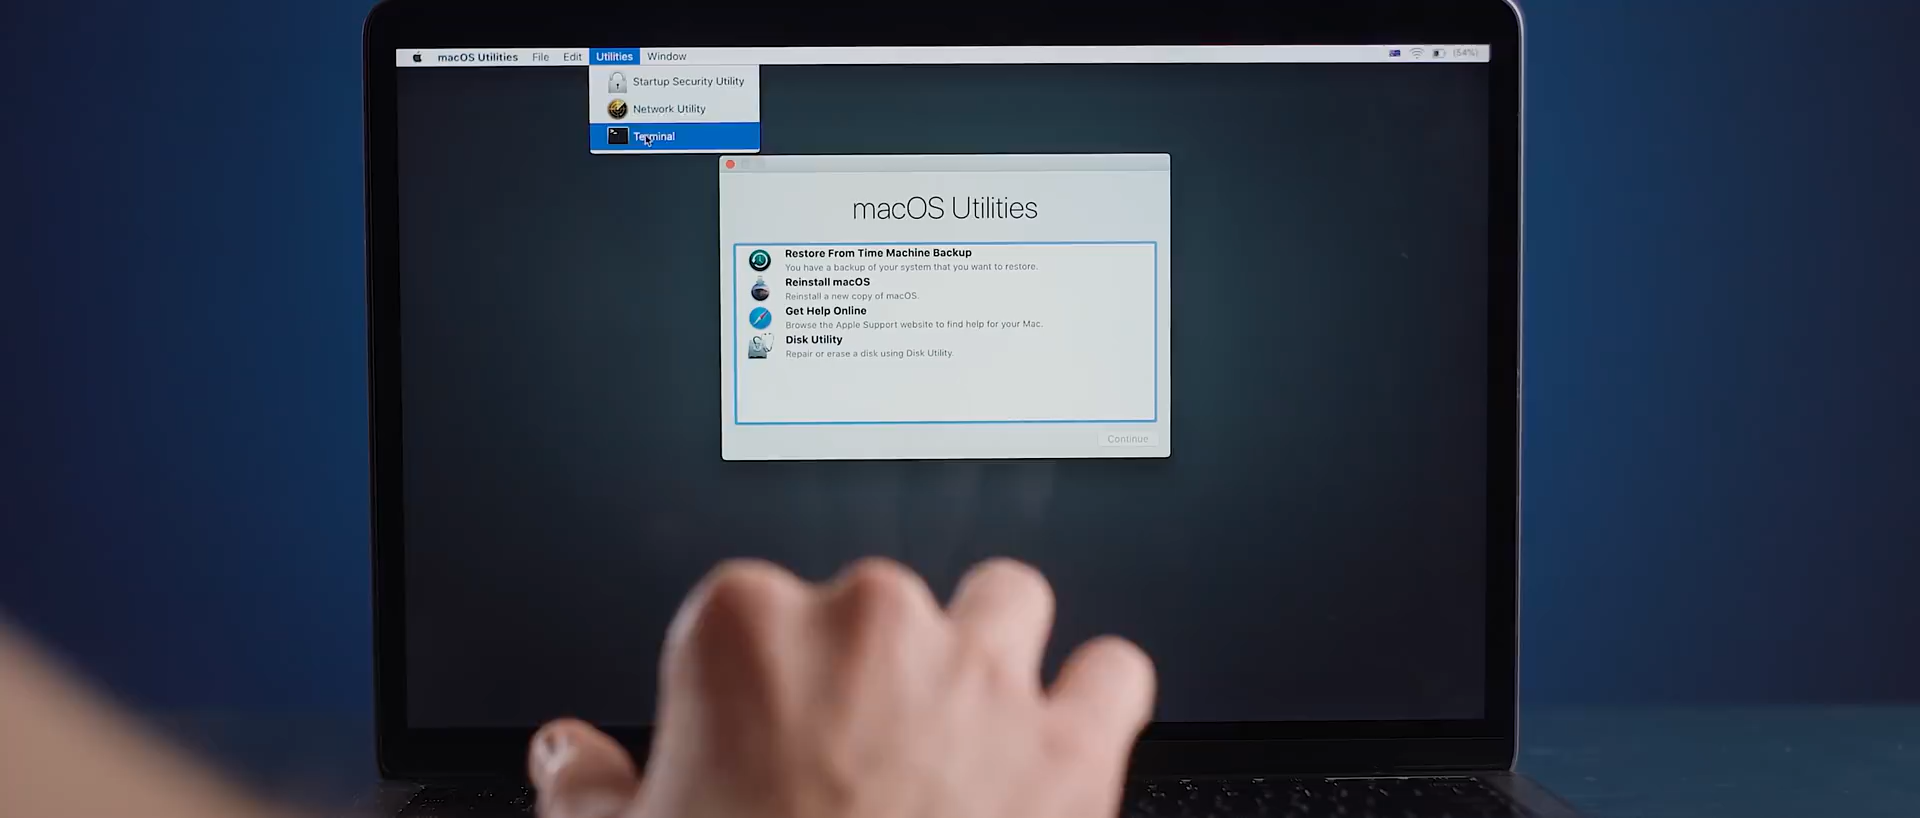 macOS Utilities File Edit Utilities Window (54%)
Startup Security Utility
Network Utility
Terminal
macOS Utilities
Restore From Time Machine Backup
You have a backup of your system that you want to restore.
Reinstall macOS
Reinstall a new copy of macOS.
Get Help Online
Browse the Apple Support website to find help for your Mac.
Disk Utility
Repair or erase a disk using Disk Utility.
Continue